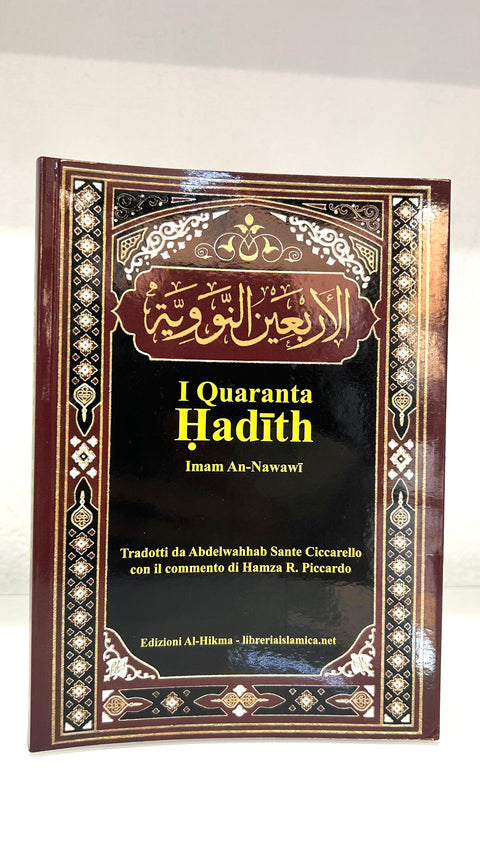 الأربعين النَّوَوِيَّة
I Quaranta
Ḥadīth
Imam An-Nawawī
Tradotti da Abdelwahhab Sante Ciccarello
con il commento di Hamza R. Piccardo
Edizioni Al-Hikma - libreriaislamica.net